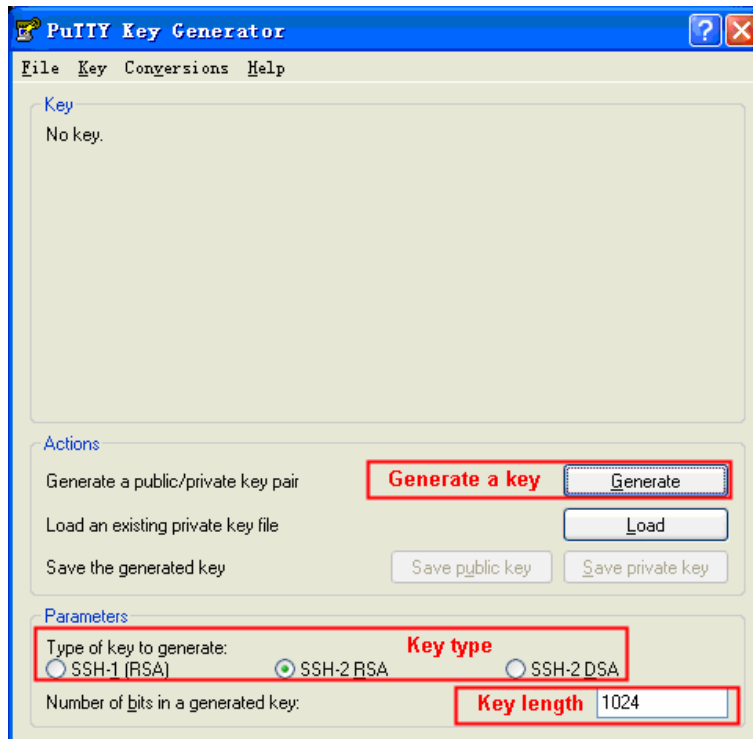 PuTTY Key Generator
File Key Conversions Help
Key
No key.
Actions
Generate a public/private key pair Generate a key Generate
Load an existing private key file Load
Save the generated key Save public key Save private key
Parameters
Type of key to generate: Key type
SSH-1 (RSA) SSH-2 RSA SSH-2 DSA
Number of bits in a generated key: Key length 1024